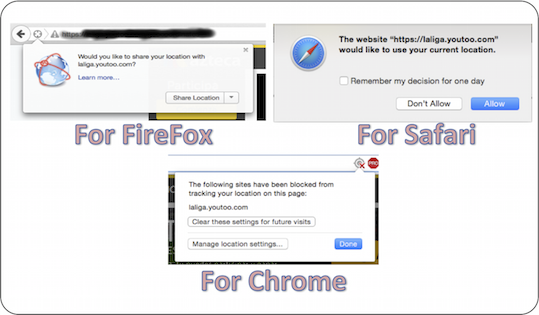 https:
Would you like to share your location with
laliga.youtoo.com?
Learn more...
Share Location
For FireFox
The website "https://laliga.youtoo.com"
would like to use your current location.
Remember my decision for one day
Don't Allow
Allow
For Safari
PRO
The following sites have been blocked from
tracking your location on this page:
laliga.youtoo.com
Clear these settings for future visits
Manage location settings...
Done
For Chrome